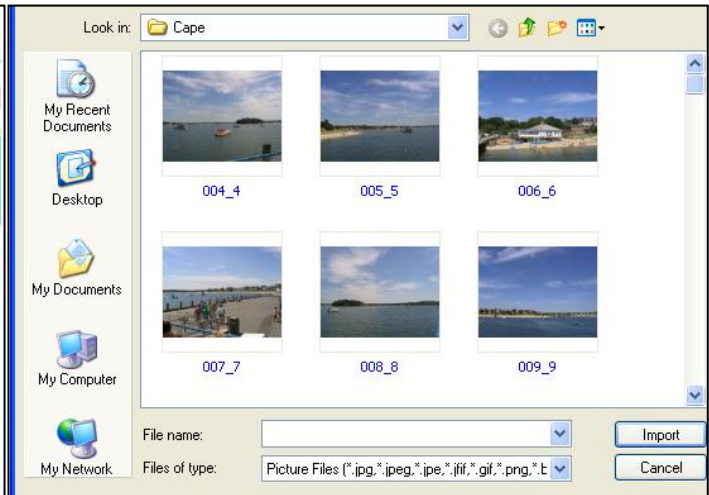 Look in:
Cape
My Recent
Documents
Desktop
My Documents
My Computer
My Network
004_4
005_5
006_6
007_7
008_8
009_9
File name:
Import
Files of type:
Picture Files (*.jpg,*.jpeg,*.jpe,*.jfif,*.gif,*.png,*.b
Cancel